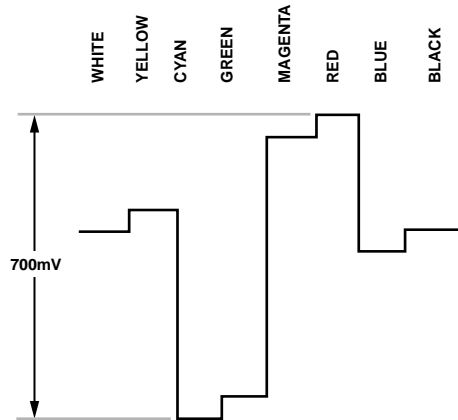 WHITE
YELLOW
CYAN
GREEN
MAGENTA
RED
BLUE
BLACK
700mV